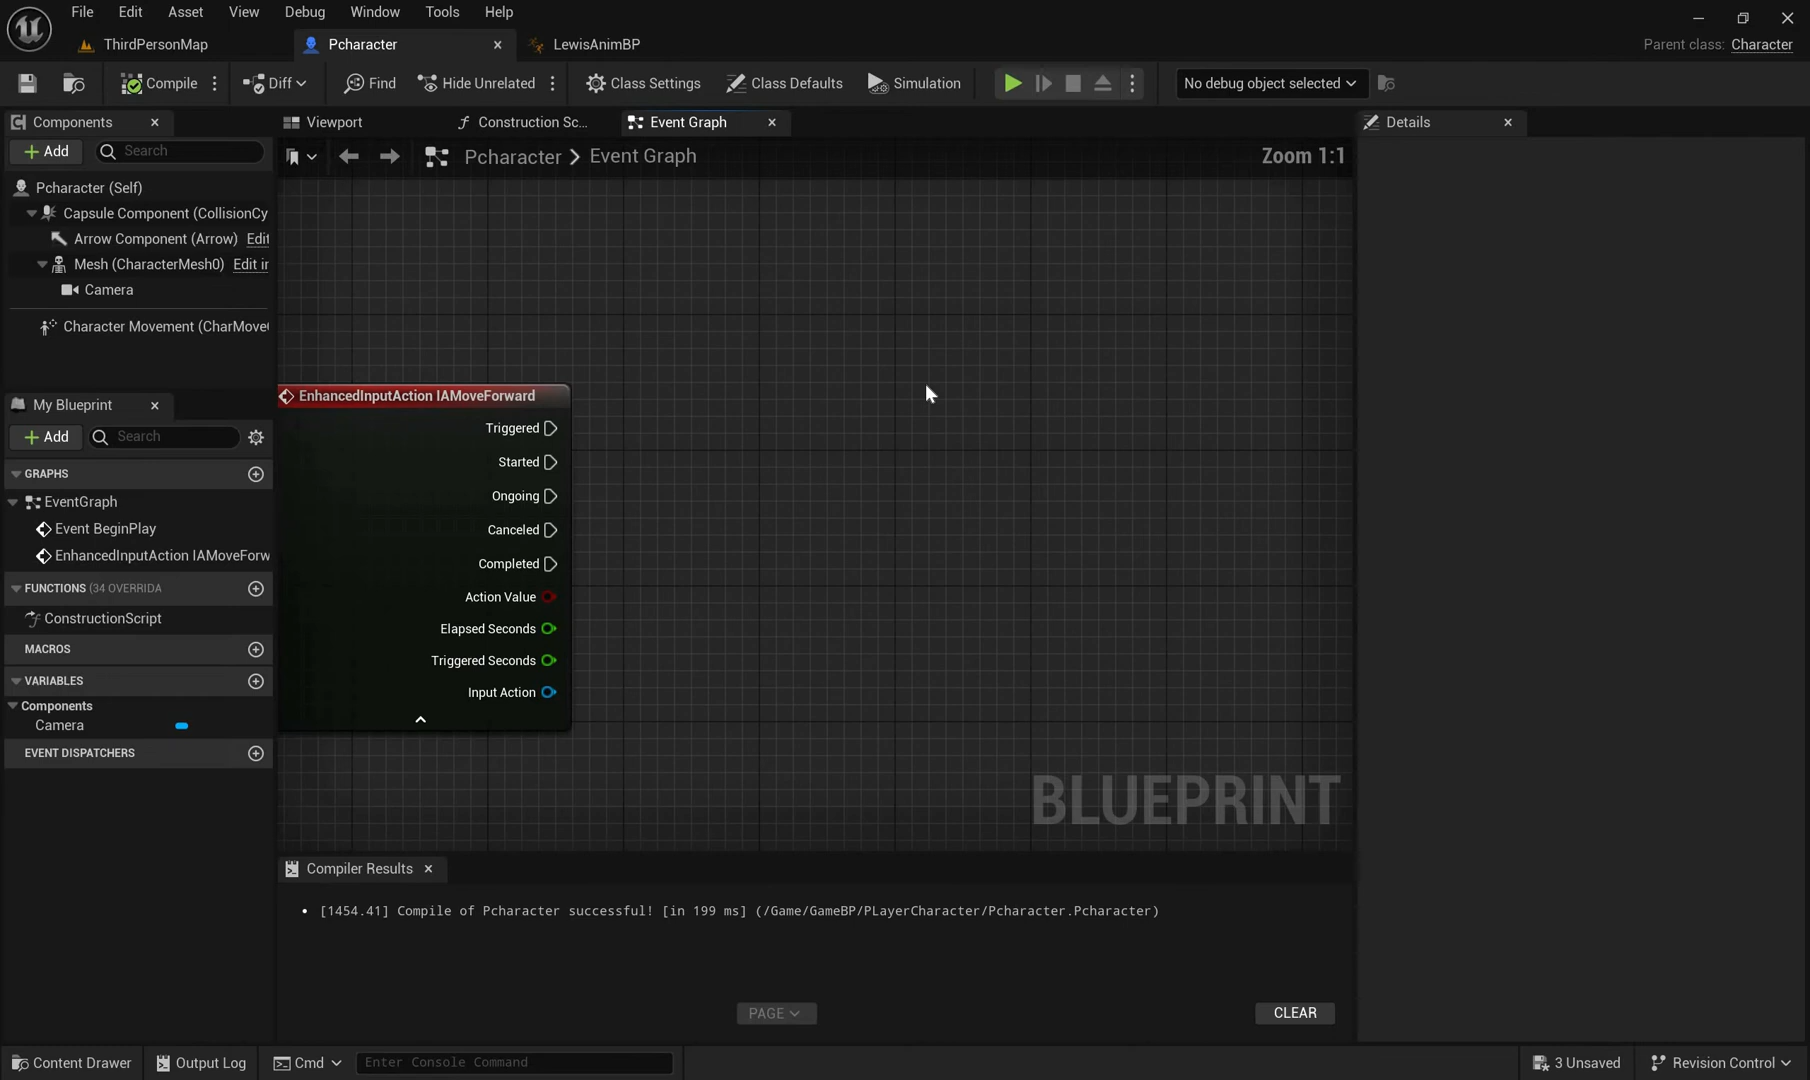 File Edit Asset View Debug Window Tools Help
ThirdPersonMap Pcharacter LewisAnimBP Parent class: Character
Compile Diff Find Hide Unrelated Class Settings Class Defaults Simulation No debug object selected
Components Viewport Construction Sc... Event Graph Details
Add Search Pcharacter > Event Graph Zoom 1:1
Pcharacter (Self)
Capsule Component (CollisionCy
Arrow Component (Arrow) Edit
Mesh (CharacterMesh0) Edit in
Camera
Character Movement (CharMove
My Blueprint
Add Search
GRAPHS
EventGraph
Event BeginPlay
EnhancedInputAction IAMoveForw
FUNCTIONS (34 OVERRIDA
ConstructionScript
MACROS
VARIABLES
Components
Camera
EVENT DISPATCHERS
EnhancedInputAction IAMoveForward
Triggered
Started
Ongoing
Canceled
Completed
Action Value
Elapsed Seconds
Triggered Seconds
Input Action
BLUEPRINT
Compiler Results
• [1454.41] Compile of Pcharacter successful! [in 199 ms] (/Game/GameBP/PLayerCharacter/Pcharacter.Pcharacter)
PAGE CLEAR
Content Drawer Output Log Cmd Enter Console Command 3 Unsaved Revision Control